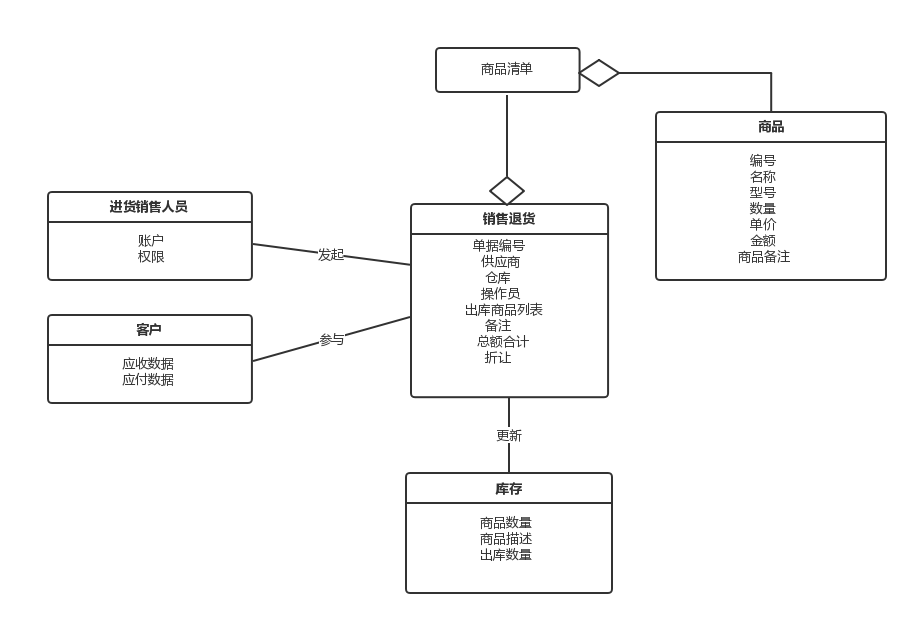 商品清单
商品
编号
名称
型号
数量
单价
金额
商品备注
进货销售人员
账户
权限
发起
销售退货
单据编号
供应商
仓库
操作员
出库商品列表
备注
总额合计
折让
客户
应收数据
应付数据
参与
更新
库存
商品数量
商品描述
出库数量